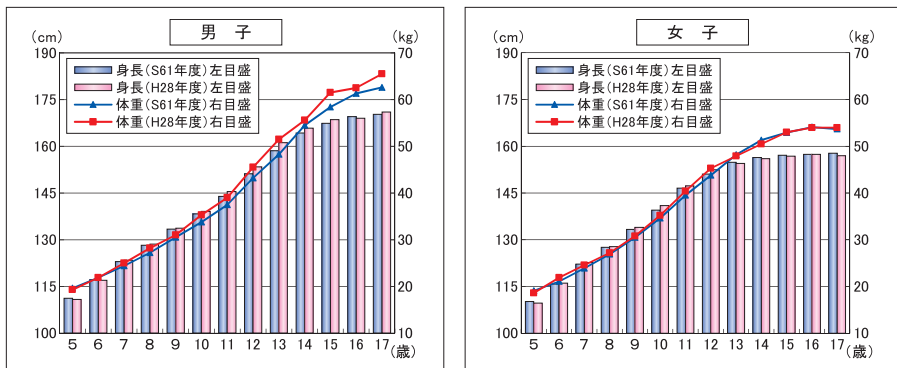 男 子
(cm)
(kg)
190
175
160
145
130
115
100
70
60
50
40
30
20
10
身長(S61年度)左目盛
身長(H28年度)左目盛
体重(S61年度)右目盛
体重(H28年度)右目盛
5 6 7 8 9 10 11 12 13 14 15 16 17
(歳)
女 子
(cm)
(kg)
190
175
160
145
130
115
100
70
60
50
40
30
20
10
身長(S61年度)左目盛
身長(H28年度)左目盛
体重(S61年度)右目盛
体重(H28年度)右目盛
5 6 7 8 9 10 11 12 13 14 15 16 17
(歳)